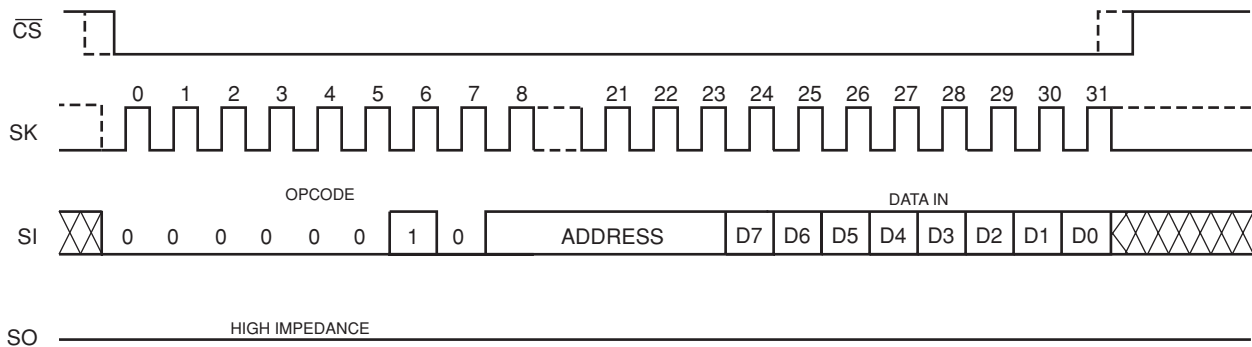 CS
0 1 2 3 4 5 6 7 8 21 22 23 24 25 26 27 28 29 30 31
SK
OPCODE DATA IN
SI 0 0 0 0 0 0 1 0 ADDRESS D7 D6 D5 D4 D3 D2 D1 D0
HIGH IMPEDANCE
SO